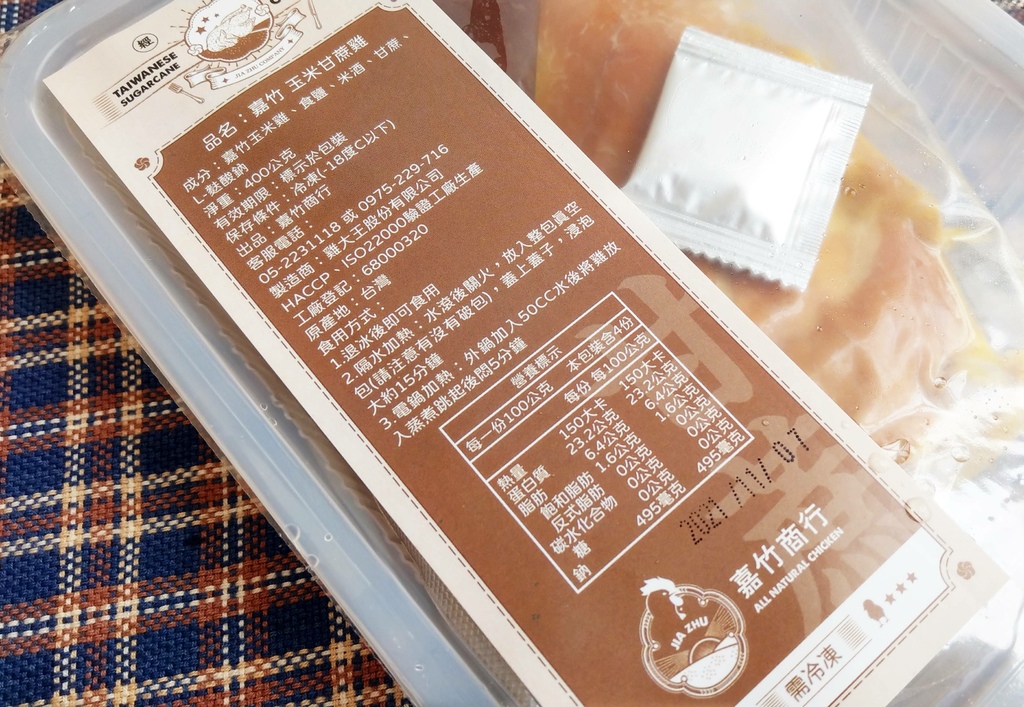 輕
TAIWANESE
SUGARCANE
JIA ZHU COMPANY
品名：嘉竹 玉米甘蔗雞
成分：嘉竹玉米雞、食鹽、米酒、甘蔗、
L-麩酸鈉
淨重：400公克
有效期限：標示於包裝
保存條件：冷凍(-18度C以下)
出品：嘉竹商行
客服電話：
05-2231118 或 0975-229-716
製造商：雞大王股份有限公司
HACCP、ISO22000驗證工廠生產
工廠登記：68000320
原產地：台灣
食用方式：
1.退冰後即可食用
2.隔水加熱：水滾後關火，放入整包真空
包(請注意有沒有破包)，蓋上蓋子，浸泡
大約15分鐘
3.電鍋加熱：外鍋加入50CC水後將雞放
入蒸煮跳起後悶5分鐘
營養標示
每一份100公克 本包裝含4份
每份 每100公克
熱量 150大卡 150大卡
蛋白質 23.2公克 23.2公克
脂肪 6.4公克 6.4公克
飽和脂肪 1.6公克 1.6公克
反式脂肪 0公克 0公克
碳水化合物 0公克 0公克
糖 0公克 0公克
鈉 495毫克 495毫克
2021/11/07
甘蔗
JIA ZHU
嘉竹商行
ALL NATURAL CHICKEN
需冷凍